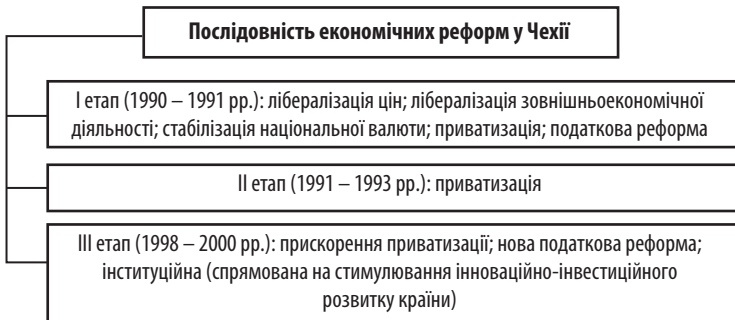 Послідовність економічних реформ у Чехії
І етап (1990 – 1991 рр.): лібералізація цін; лібералізація зовнішньоекономічної
діяльності; стабілізація національної валюти; приватизація; податкова реформа
ІІ етап (1991 – 1993 рр.): приватизація
ІІІ етап (1998 – 2000 рр.): прискорення приватизації; нова податкова реформа;
інституційна (спрямована на стимулювання інноваційно-інвестиційного
розвитку країни)